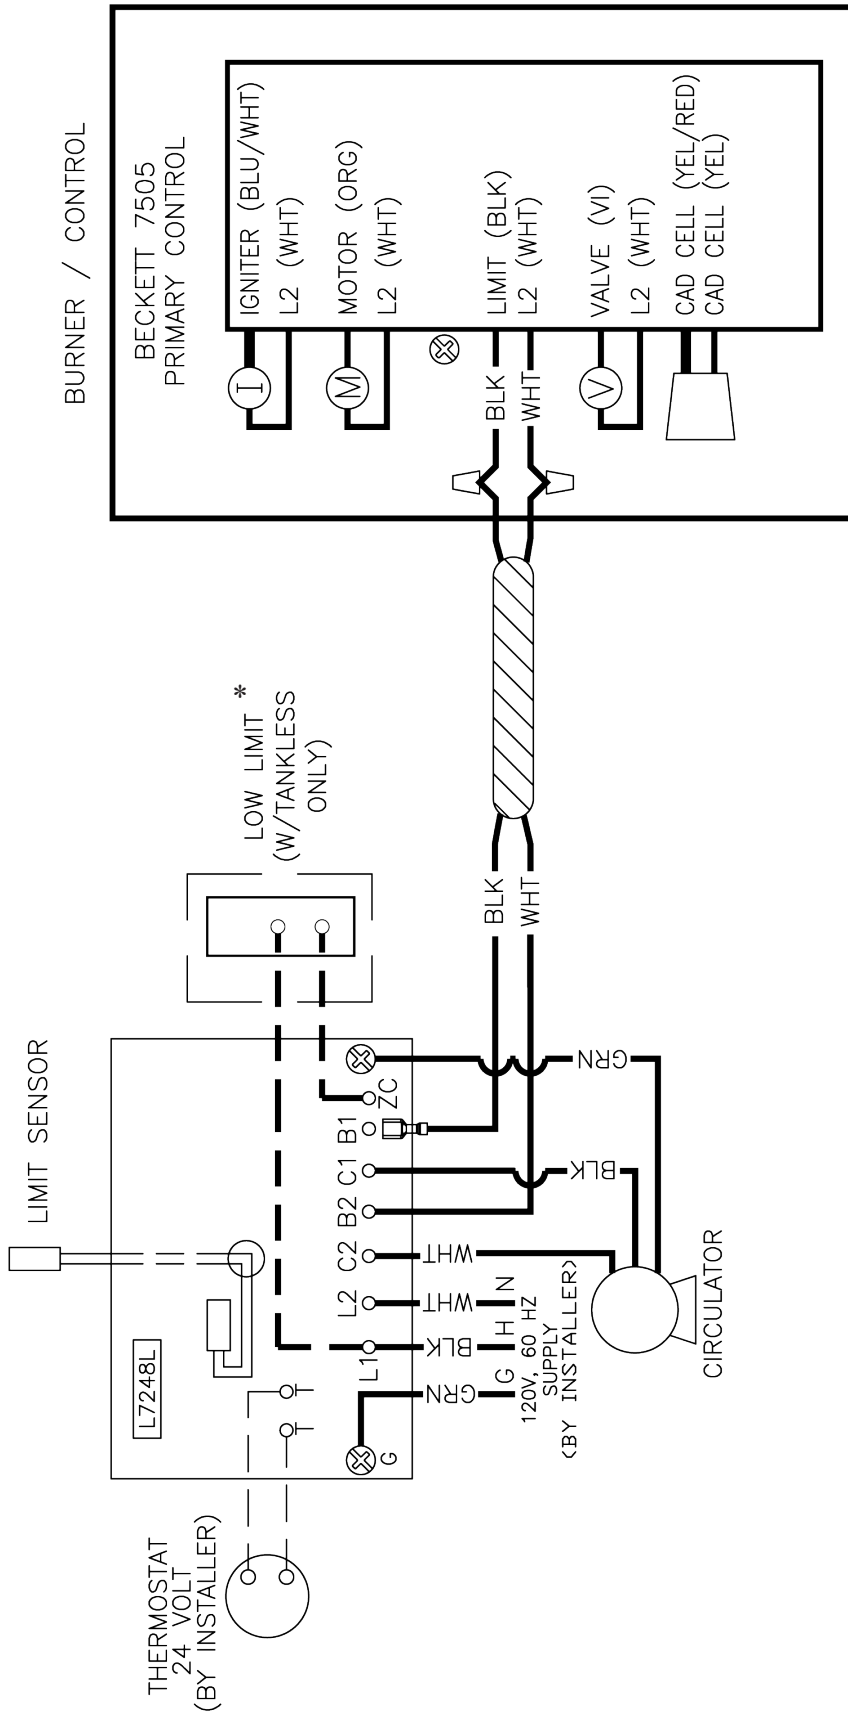 BURNER / CONTROL
BECKETT 7505
PRIMARY CONTROL
IGNITER (BLU/WHT)
L2 (WHT)
MOTOR (ORG)
L2 (WHT)
LIMIT (BLK)
L2 (WHT)
VALVE (VI)
L2 (WHT)
CAD CELL (YEL/RED)
CAD CELL (YEL)
I
M
V
BLK
WHT
LOW LIMIT *
(W/TANKLESS
ONLY)
BLK
WHT
LIMIT SENSOR
L7248L
T
T
G
L1
L2
C2
B2
C1
B1
ZC
GRN
BLK
WHT
WHT
BLK
GRN
G
H
N
120V, 60 HZ
SUPPLY
<BY INSTALLER>
CIRCULATOR
THERMOSTAT
24 VOLT
(BY INSTALLER)